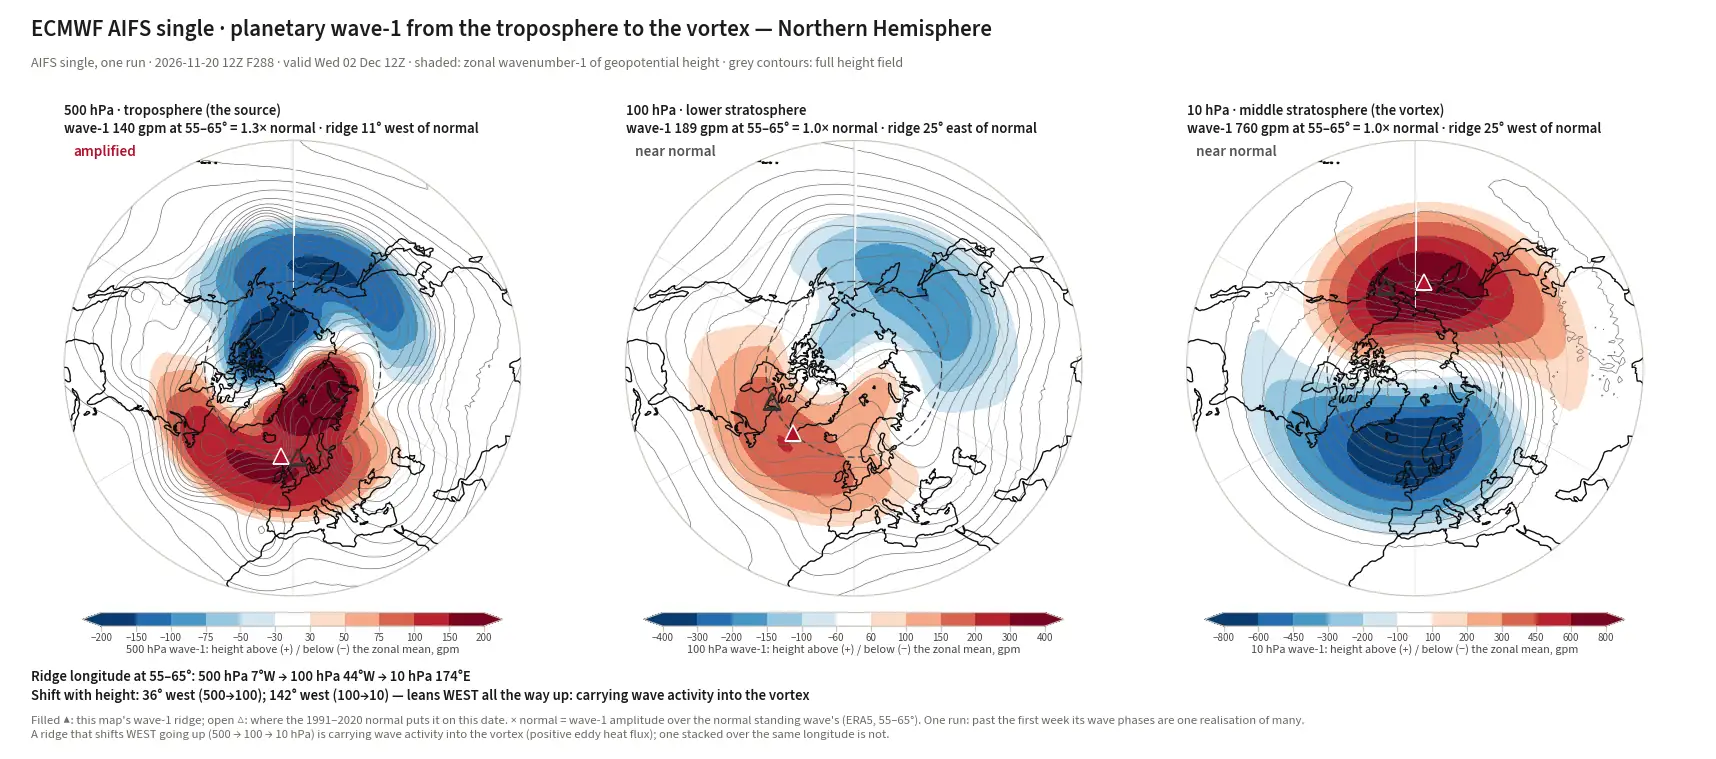 ECMWF AIFS single · planetary wave-1 from the troposphere to the vortex — Northern Hemisphere
AIFS single, one run · 2026-11-20 12Z F288 · valid Wed 02 Dec 12Z · shaded: zonal wavenumber-1 of geopotential height · grey contours: full height field
500 hPa · troposphere (the source)
wave-1 140 gpm at 55–65° = 1.3× normal · ridge 11° west of normal
amplified
100 hPa · lower stratosphere
wave-1 189 gpm at 55–65° = 1.0× normal · ridge 25° east of normal
near normal
10 hPa · middle stratosphere (the vortex)
wave-1 760 gpm at 55–65° = 1.0× normal · ridge 25° west of normal
near normal
−200 −150 −100 −75 −50 −30 30 50 75 100 150 200
500 hPa wave-1: height above (+) / below (−) the zonal mean, gpm
−400 −300 −200 −150 −100 −60 60 100 150 200 300 400
100 hPa wave-1: height above (+) / below (−) the zonal mean, gpm
−800 −600 −450 −300 −200 −100 100 200 300 450 600 800
10 hPa wave-1: height above (+) / below (−) the zonal mean, gpm
Ridge longitude at 55–65°: 500 hPa 7°W → 100 hPa 44°W → 10 hPa 174°E
Shift with height: 36° west (500→100); 142° west (100→10) — leans WEST all the way up: carrying wave activity into the vortex
Filled ▲: this map's wave-1 ridge; open △: where the 1991–2020 normal puts it on this date. × normal = wave-1 amplitude over the normal standing wave's (ERA5, 55–65°). One run: past the first week its wave phases are one realisation of many.
A ridge that shifts WEST going up (500 → 100 → 10 hPa) is carrying wave activity into the vortex (positive eddy heat flux); one stacked over the same longitude is not.